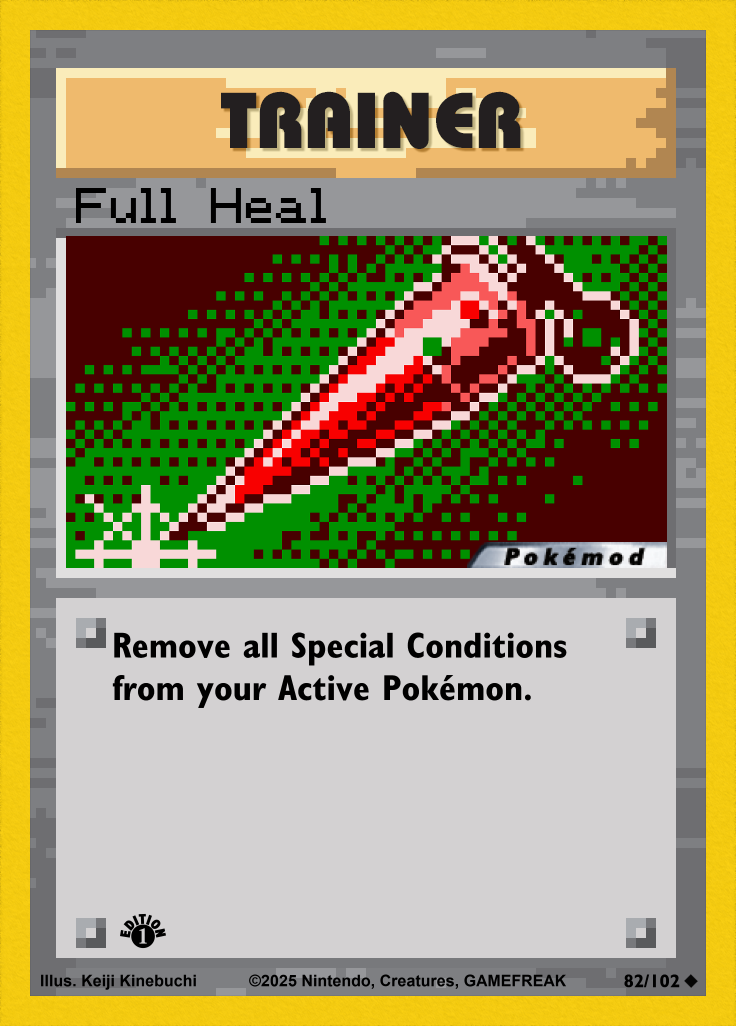 TRAINER
Full Heal
Pokémod
Remove all Special Conditions
from your Active Pokémon.
EDITION
1
Illus. Keiji Kinebuchi ©2025 Nintendo, Creatures, GAMEFREAK 82/102 ◆